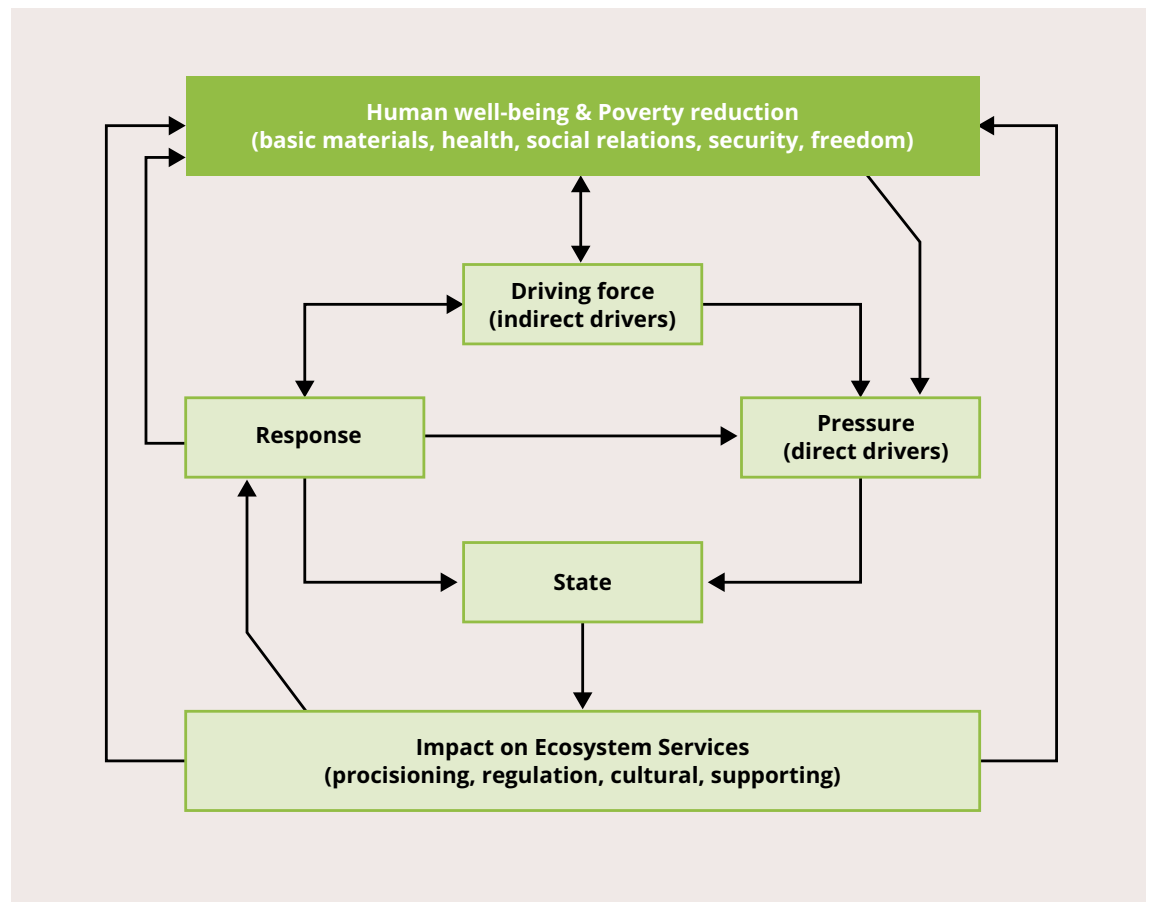 Human well-being & Poverty reduction
(basic materials, health, social relations, security, freedom)
Driving force
(indirect drivers)
Response
Pressure
(direct drivers)
State
Impact on Ecosystem Services
(procisioning, regulation, cultural, supporting)